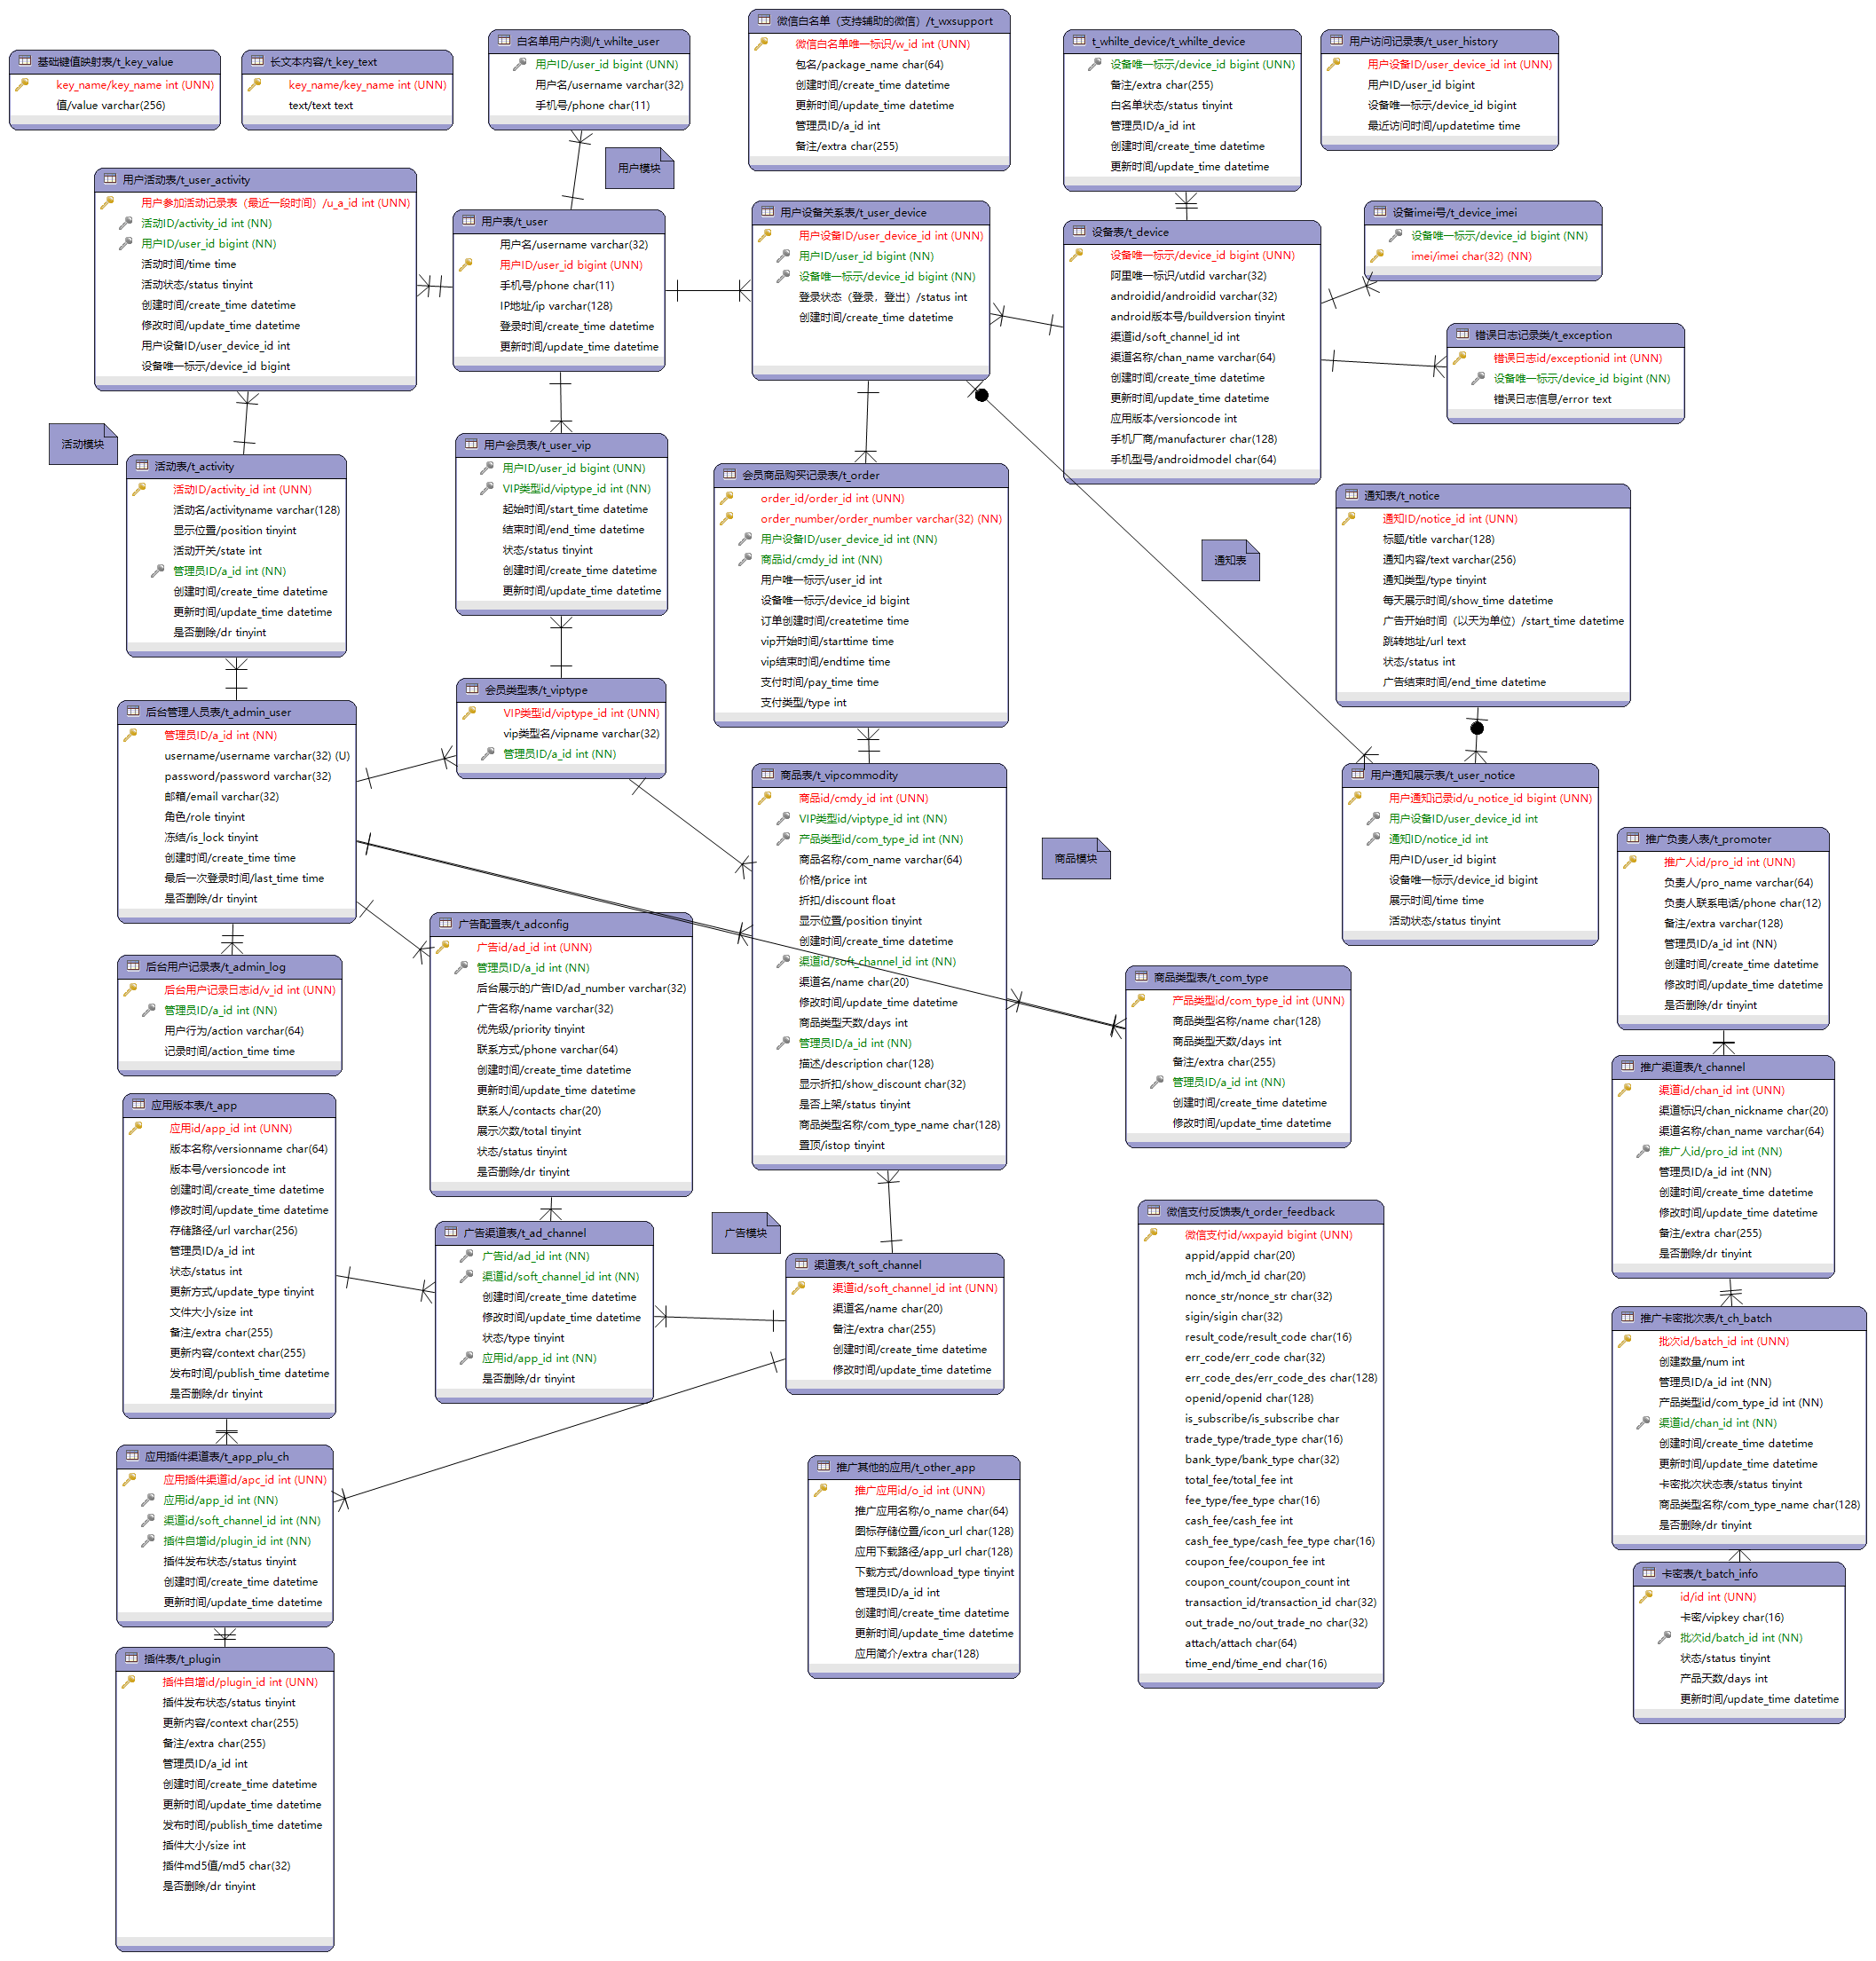 基础键值映射表/t_key_value
key_name/key_name int (UNN)
值/value varchar(256)
长文本内容/t_key_text
key_name/key_name int (UNN)
text/text text
白名单用户内测/t_whilte_user
用户ID/user_id bigint (UNN)
用户名/username varchar(32)
手机号/phone char(11)
微信白名单（支持辅助的微信）/t_wxsupport
微信白名单唯一标识/w_id int (UNN)
包名/package_name char(64)
创建时间/create_time datetime
更新时间/update_time datetime
管理员ID/a_id int
备注/extra char(255)
t_whilte_device/t_whilte_device
设备唯一标示/device_id bigint (UNN)
备注/extra char(255)
白名单状态/status tinyint
管理员ID/a_id int
创建时间/create_time datetime
更新时间/update_time datetime
用户访问记录表/t_user_history
用户设备ID/user_device_id int (UNN)
用户ID/user_id bigint
设备唯一标示/device_id bigint
最近访问时间/updatetime time
用户模块
用户活动表/t_user_activity
用户参加活动记录表（最近一段时间）/u_a_id int (UNN)
活动ID/activity_id int (NN)
用户ID/user_id bigint (NN)
活动时间/time time
活动状态/status tinyint
创建时间/create_time datetime
修改时间/update_time datetime
用户设备ID/user_device_id int
设备唯一标示/device_id bigint
用户表/t_user
用户名/username varchar(32)
用户ID/user_id bigint (UNN)
手机号/phone char(11)
IP地址/ip varchar(128)
登录时间/create_time datetime
更新时间/update_time datetime
用户设备关系表/t_user_device
用户设备ID/user_device_id int (UNN)
用户ID/user_id bigint (NN)
设备唯一标示/device_id bigint (NN)
登录状态（登录，登出）/status int
创建时间/create_time datetime
设备表/t_device
设备唯一标示/device_id bigint (UNN)
阿里唯一标识/utdid varchar(32)
androidid/androidid varchar(32)
android版本号/buildversion tinyint
渠道id/soft_channel_id int
渠道名称/chan_name varchar(64)
创建时间/create_time datetime
更新时间/update_time datetime
应用版本/versioncode int
手机厂商/manufacturer char(128)
手机型号/androidmodel char(64)
设备imei号/t_device_imei
设备唯一标示/device_id bigint (NN)
imei/imei char(32) (NN)
错误日志记录类/t_exception
错误日志id/exceptionid int (UNN)
设备唯一标示/device_id bigint (NN)
错误日志信息/error text
活动模块
活动表/t_activity
活动ID/activity_id int (UNN)
活动名/activityname varchar(128)
显示位置/position tinyint
活动开关/state int
管理员ID/a_id int (NN)
创建时间/create_time datetime
更新时间/update_time datetime
是否删除/dr tinyint
用户会员表/t_user_vip
用户ID/user_id bigint (UNN)
VIP类型id/viptype_id int (NN)
起始时间/start_time datetime
结束时间/end_time datetime
状态/status tinyint
创建时间/create_time datetime
更新时间/update_time datetime
会员商品购买记录表/t_order
order_id/order_id int (UNN)
order_number/order_number varchar(32) (NN)
用户设备ID/user_device_id int (NN)
商品id/cmdy_id int (NN)
用户唯一标示/user_id int
设备唯一标示/device_id bigint
订单创建时间/createtime time
vip开始时间/starttime time
vip结束时间/endtime time
支付时间/pay_time time
支付类型/type int
通知表
通知表/t_notice
通知ID/notice_id int (UNN)
标题/title varchar(128)
通知内容/text varchar(256)
通知类型/type tinyint
每天展示时间/show_time datetime
广告开始时间（以天为单位）/start_time datetime
跳转地址/url text
状态/status int
广告结束时间/end_time datetime
后台管理人员表/t_admin_user
管理员ID/a_id int (NN)
username/username varchar(32) (U)
password/password varchar(32)
邮箱/email varchar(32)
角色/role tinyint
冻结/is_lock tinyint
创建时间/create_time time
最后一次登录时间/last_time time
是否删除/dr tinyint
会员类型表/t_viptype
VIP类型id/viptype_id int (UNN)
vip类型名/vipname varchar(32)
管理员ID/a_id int (NN)
商品表/t_vipcommodity
商品id/cmdy_id int (UNN)
VIP类型id/viptype_id int (NN)
产品类型id/com_type_id int (NN)
商品名称/com_name varchar(64)
价格/price int
折扣/discount float
显示位置/position tinyint
创建时间/create_time datetime
渠道id/soft_channel_id int (NN)
渠道名/name char(20)
修改时间/update_time datetime
商品类型天数/days int
管理员ID/a_id int (NN)
描述/description char(128)
显示折扣/show_discount char(32)
是否上架/status tinyint
商品类型名称/com_type_name char(128)
置顶/istop tinyint
商品模块
用户通知展示表/t_user_notice
用户通知记录id/u_notice_id bigint (UNN)
用户设备ID/user_device_id int
通知ID/notice_id int
用户ID/user_id bigint
设备唯一标示/device_id bigint
展示时间/time time
活动状态/status tinyint
推广负责人表/t_promoter
推广人id/pro_id int (UNN)
负责人/pro_name varchar(64)
负责人联系电话/phone char(12)
备注/extra varchar(128)
管理员ID/a_id int (NN)
创建时间/create_time datetime
修改时间/update_time datetime
是否删除/dr tinyint
后台用户记录表/t_admin_log
后台用户记录日志id/v_id int (UNN)
管理员ID/a_id int (NN)
用户行为/action varchar(64)
记录时间/action_time time
广告配置表/t_adconfig
广告id/ad_id int (UNN)
管理员ID/a_id int (NN)
后台展示的广告ID/ad_number varchar(32)
广告名称/name varchar(32)
优先级/priority tinyint
联系方式/phone varchar(64)
创建时间/create_time datetime
更新时间/update_time datetime
联系人/contacts char(20)
展示次数/total tinyint
状态/status tinyint
是否删除/dr tinyint
商品类型表/t_com_type
产品类型id/com_type_id int (UNN)
商品类型名称/name char(128)
商品类型天数/days int
备注/extra char(255)
管理员ID/a_id int (NN)
创建时间/create_time datetime
修改时间/update_time datetime
推广渠道表/t_channel
渠道id/chan_id int (UNN)
渠道标识/chan_nickname char(20)
渠道名称/chan_name varchar(64)
推广人id/pro_id int (NN)
管理员ID/a_id int (NN)
创建时间/create_time datetime
修改时间/update_time datetime
备注/extra char(255)
是否删除/dr tinyint
应用版本表/t_app
应用id/app_id int (UNN)
版本名称/versionname char(64)
版本号/versioncode int
创建时间/create_time datetime
修改时间/update_time datetime
存储路径/url varchar(256)
管理员ID/a_id int
状态/status int
更新方式/update_type tinyint
文件大小/size int
备注/extra char(255)
更新内容/context char(255)
发布时间/publish_time datetime
是否删除/dr tinyint
广告渠道表/t_ad_channel
广告id/ad_id int (NN)
渠道id/soft_channel_id int (NN)
创建时间/create_time datetime
修改时间/update_time datetime
状态/type tinyint
应用id/app_id int (NN)
是否删除/dr tinyint
广告模块
渠道表/t_soft_channel
渠道id/soft_channel_id int (UNN)
渠道名/name char(20)
备注/extra char(255)
创建时间/create_time datetime
修改时间/update_time datetime
微信支付反馈表/t_order_feedback
微信支付id/wxpayid bigint (UNN)
appid/appid char(20)
mch_id/mch_id char(20)
nonce_str/nonce_str char(32)
sigin/sigin char(32)
result_code/result_code char(16)
err_code/err_code char(32)
err_code_des/err_code_des char(128)
openid/openid char(128)
is_subscribe/is_subscribe char
trade_type/trade_type char(16)
bank_type/bank_type char(32)
total_fee/total_fee int
fee_type/fee_type char(16)
cash_fee/cash_fee int
cash_fee_type/cash_fee_type char(16)
coupon_fee/coupon_fee int
coupon_count/coupon_count int
transaction_id/transaction_id char(32)
out_trade_no/out_trade_no char(32)
attach/attach char(64)
time_end/time_end char(16)
推广卡密批次表/t_ch_batch
批次id/batch_id int (UNN)
创建数量/num int
管理员ID/a_id int (NN)
产品类型id/com_type_id int (NN)
渠道id/chan_id int (NN)
创建时间/create_time datetime
更新时间/update_time datetime
卡密批次状态表/status tinyint
商品类型名称/com_type_name char(128)
是否删除/dr tinyint
应用插件渠道表/t_app_plu_ch
应用插件渠道id/apc_id int (UNN)
应用id/app_id int (NN)
渠道id/soft_channel_id int (NN)
插件自增id/plugin_id int (NN)
插件发布状态/status tinyint
创建时间/create_time datetime
更新时间/update_time datetime
推广其他的应用/t_other_app
推广应用id/o_id int (UNN)
推广应用名称/o_name char(64)
图标存储位置/icon_url char(128)
应用下载路径/app_url char(128)
下载方式/download_type tinyint
管理员ID/a_id int
创建时间/create_time datetime
更新时间/update_time datetime
应用简介/extra char(128)
卡密表/t_batch_info
id/id int (UNN)
卡密/vipkey char(16)
批次id/batch_id int (NN)
状态/status tinyint
产品天数/days int
更新时间/update_time datetime
插件表/t_plugin
插件自增id/plugin_id int (UNN)
插件发布状态/status tinyint
更新内容/context char(255)
备注/extra char(255)
管理员ID/a_id int
创建时间/create_time datetime
更新时间/update_time datetime
发布时间/publish_time datetime
插件大小/size int
插件md5值/md5 char(32)
是否删除/dr tinyint